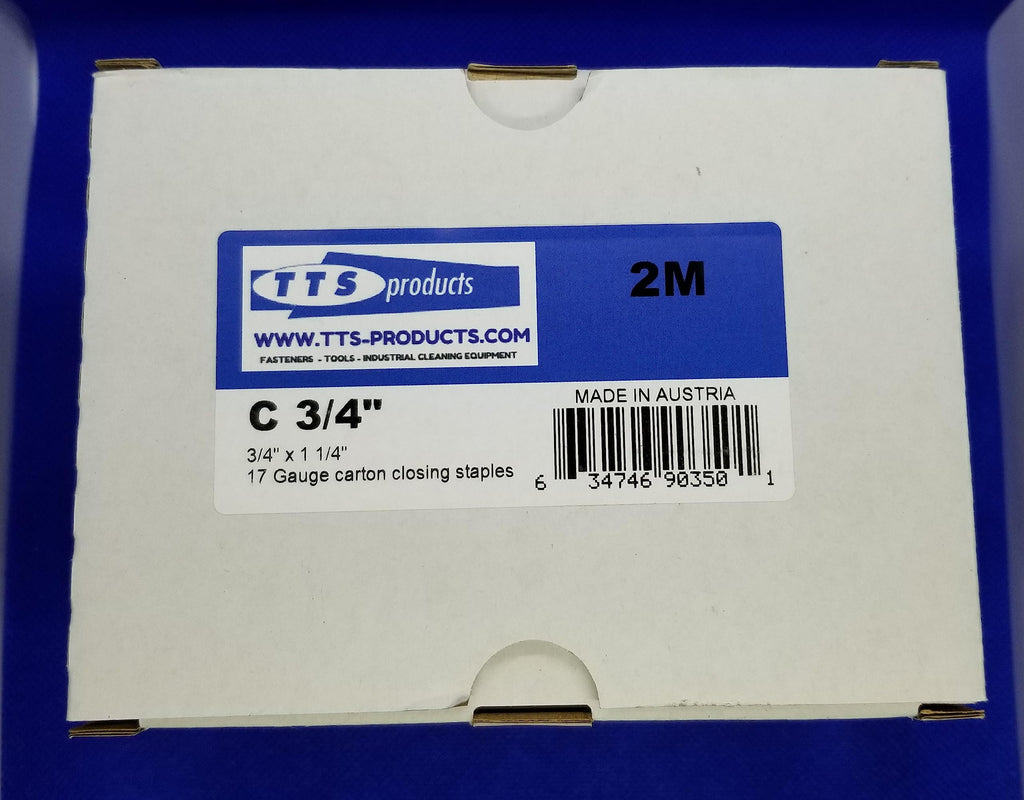 TTS products
2M
WWW.TTS-PRODUCTS.COM
FASTENERS - TOOLS - INDUSTRIAL CLEANING EQUIPMENT
C 3/4"
MADE IN AUSTRIA
3/4" x 1 1/4"
17 Gauge carton closing staples
6 34746 90350 1